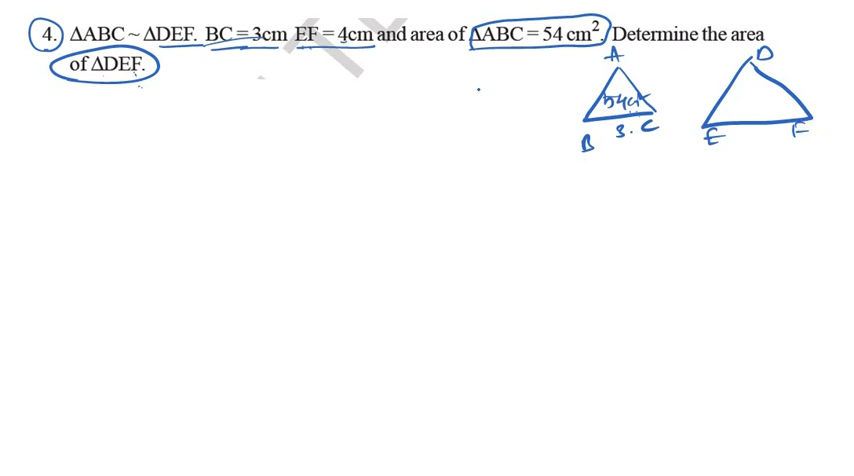 4. ΔABC ~ ΔDEF. BC = 3cm EF = 4cm and area of ΔABC = 54 cm². Determine the area
of ΔDEF.
A
D
54cm²
B
3.
C
E
F